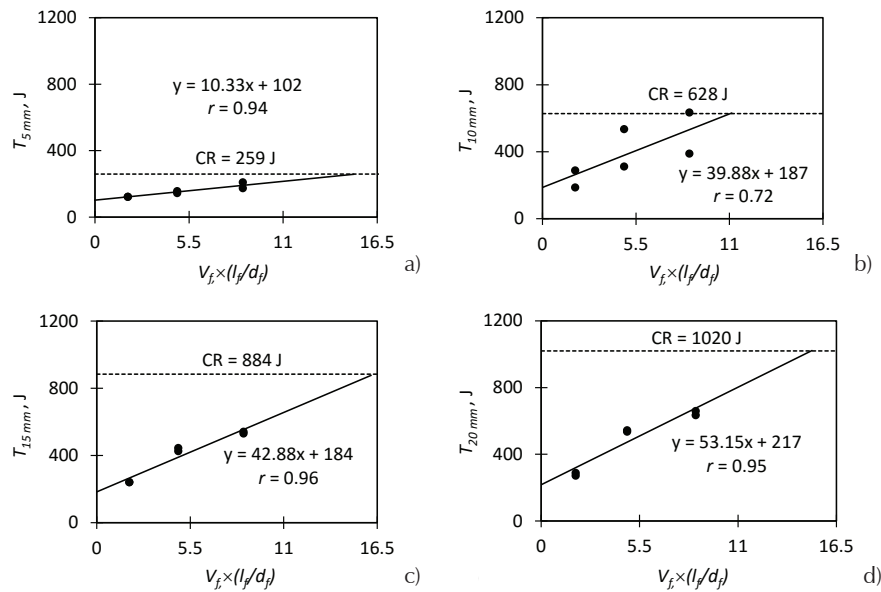 1200
800
400
0
T5 mm, J
y = 10.33x + 102
r = 0.94
CR = 259 J
0 5.5 11 16.5
Vf,×(lf/df)
a)
1200
800
400
0
T10 mm, J
CR = 628 J
y = 39.88x + 187
r = 0.72
0 5.5 11 16.5
Vf,×(lf/df)
b)
1200
800
400
0
T15 mm, J
CR = 884 J
y = 42.88x + 184
r = 0.96
0 5.5 11 16.5
Vf,×(lf/df)
c)
1200
800
400
0
T20 mm, J
CR = 1020 J
y = 53.15x + 217
r = 0.95
0 5.5 11 16.5
Vf,×(lf/df)
d)